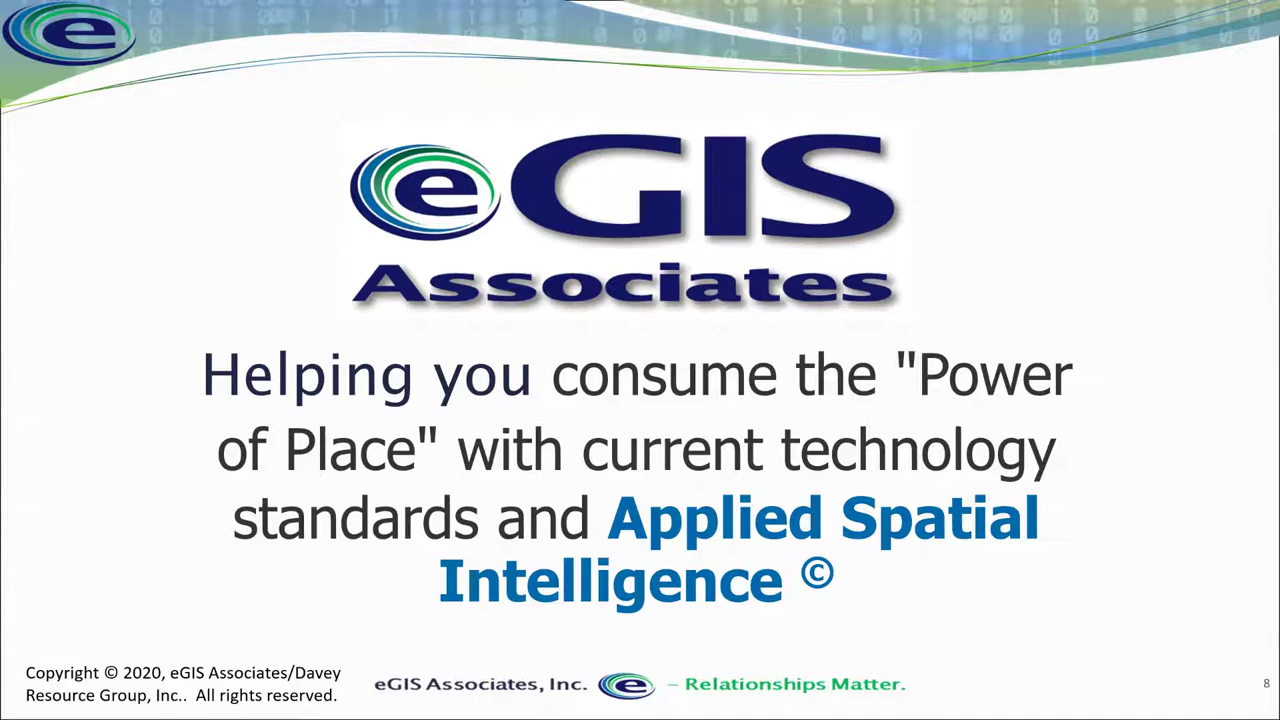 e
eGIS
Associates
Helping you consume the "Power
of Place" with current technology
standards and Applied Spatial
Intelligence ©
Copyright © 2020, eGIS Associates/Davey
Resource Group, Inc.. All rights reserved.
eGIS Associates, Inc. e – Relationships Matter.
8